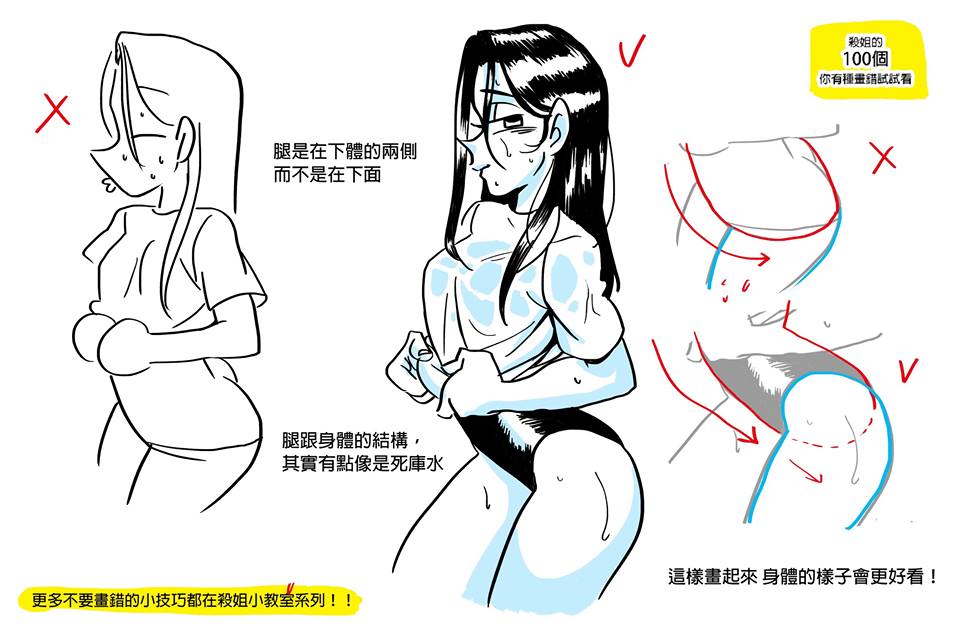 殺姐的
100個
你有種畫錯試試看
腿是在下體的兩側
而不是在下面
腿跟身體的結構，
其實有點像是死庫水
這樣畫起來 身體的樣子會更好看！
更多不要畫錯的小技巧都在殺姐小教室系列！！